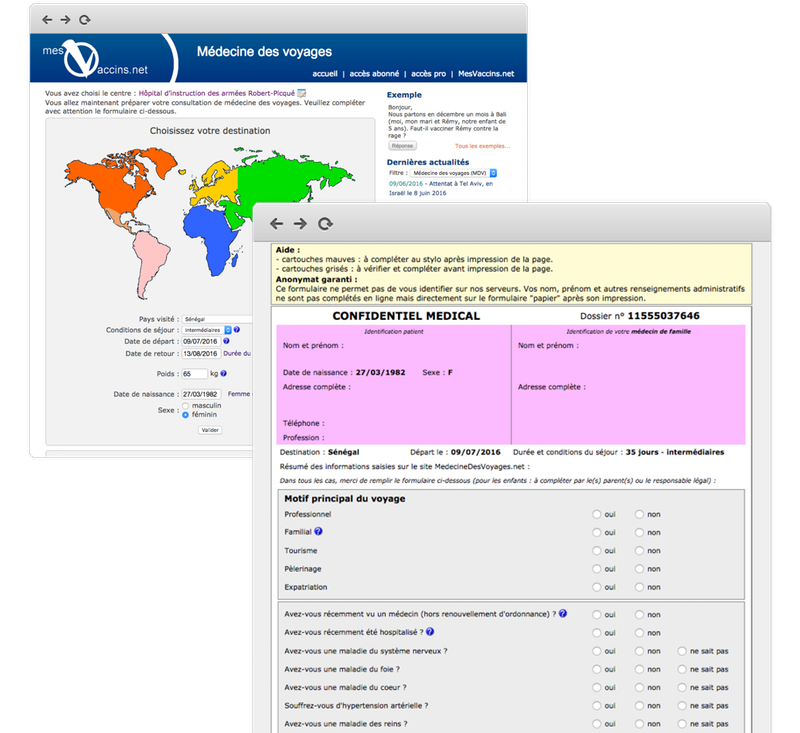 mes
Vaccins.net
Médecine des voyages
accueil | accès abonné | accès pro | MesVaccins.net
Vous avez choisi le centre : Hôpital d'instruction des armées Robert-Picqué
Vous allez maintenant préparer votre consultation de médecine des voyages. Veuillez compléter
avec attention le formulaire ci-dessous.
Choisissez votre destination
Pays visité : Sénégal
Conditions de séjour : Intermédiaires
Date de départ : 09/07/2016
Date de retour : 13/08/2016 Durée du
Poids : 65 kg
Date de naissance : 27/03/1982 Femme
Sexe : masculin
féminin
Valider
Exemple
Bonjour,
Nous partons en décembre un mois à Bali
(moi, mon mari et Rémy, notre enfant de
5 ans). Faut-il vacciner Rémy contre la
rage ?
Réponse
Tous les exemples...
Dernières actualités
Filtre : Médecine des voyages (MDV)
09/06/2016 - Attentat à Tel Aviv, en
Israël le 8 juin 2016
Aide :
- cartouches mauves : à compléter au stylo après impression de la page.
- cartouches grisés : à vérifier et compléter avant impression de la page.
Anonymat garanti :
Ce formulaire ne permet pas de vous identifier sur nos serveurs. Vos nom, prénom et autres renseignements administratifs
ne sont pas complétés en ligne mais directement sur le formulaire "papier" après son impression.
CONFIDENTIEL MEDICAL Dossier n° 11555037646
Identification patient
Nom et prénom :
Date de naissance : 27/03/1982 Sexe : F
Adresse complète :
Téléphone :
Profession :
Identification de votre médecin de famille
Nom et prénom :
Adresse complète :
Destination : Sénégal Départ le : 09/07/2016 Durée et conditions du séjour : 35 jours - intermédiaires
Résumé des informations saisies sur le site MedecineDesVoyages.net :
Dans tous les cas, merci de remplir le formulaire ci-dessous (pour les enfants : à compléter par le(s) parent(s) ou le responsable légal) :
Motif principal du voyage
Professionnel oui non
Familial ? oui non
Tourisme oui non
Pèlerinage oui non
Expatriation oui non
Avez-vous récemment vu un médecin (hors renouvellement d'ordonnance) ? ? oui non
Avez-vous récemment été hospitalisé ? ? oui non
Avez-vous une maladie du système nerveux ? oui non ne sait pas
Avez-vous une maladie du foie ? oui non ne sait pas
Avez-vous une maladie du coeur ? oui non ne sait pas
Souffrez-vous d'hypertension artérielle ? oui non ne sait pas
Avez-vous une maladie des reins ? oui non ne sait pas